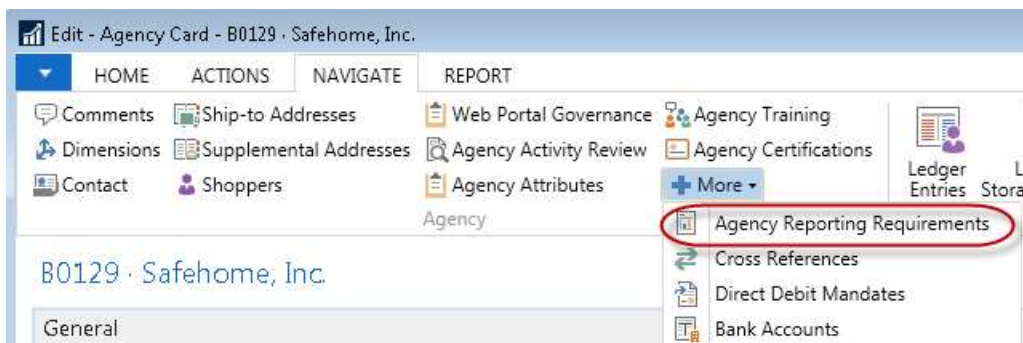 Edit - Agency Card - B0129 · Safehome, Inc.
HOME ACTIONS NAVIGATE REPORT
Comments Ship-to Addresses Web Portal Governance Agency Training
Dimensions Supplemental Addresses Agency Activity Review Agency Certifications
Contact Shoppers Agency Attributes More
Ledger
Entries
Agency
Agency Reporting Requirements
Cross References
Direct Debit Mandates
Bank Accounts
B0129 · Safehome, Inc.
General